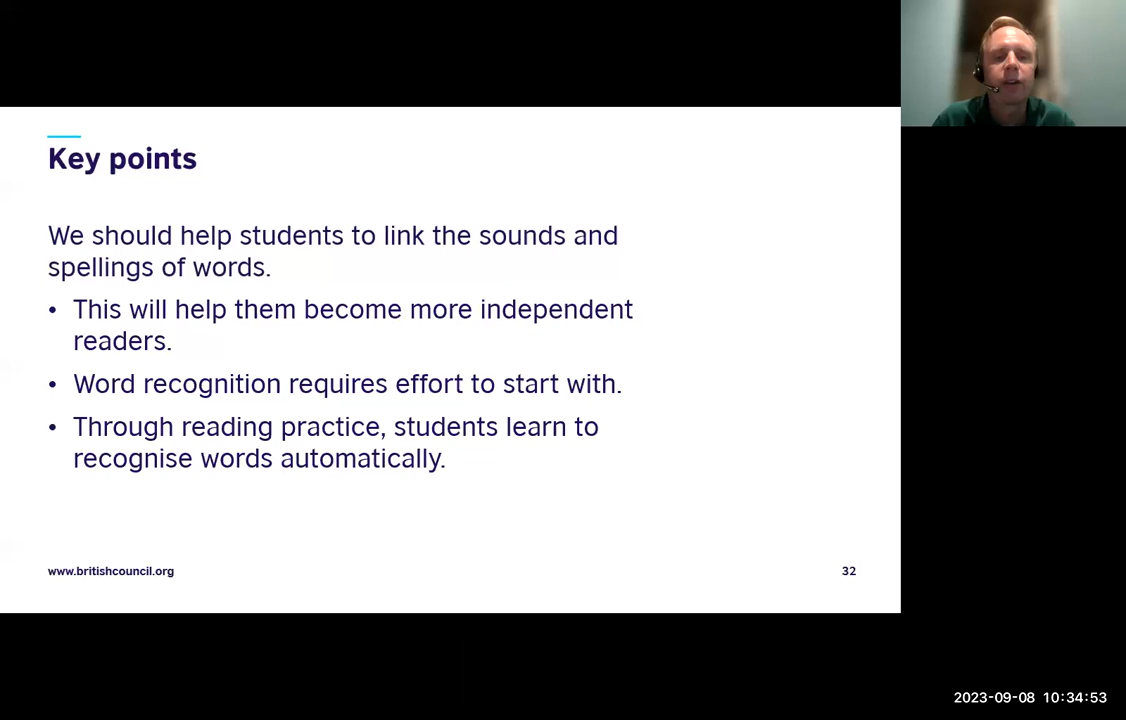 Key points
We should help students to link the sounds and
spellings of words.
• This will help them become more independent
readers.
• Word recognition requires effort to start with.
• Through reading practice, students learn to
recognise words automatically.
www.britishcouncil.org
32
2023-09-08 10:34:53